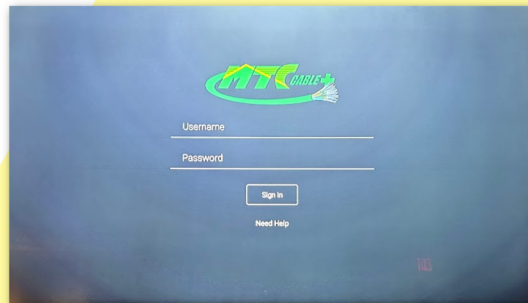 MTC CABLE+
Username
Password
Sign In
Need Help